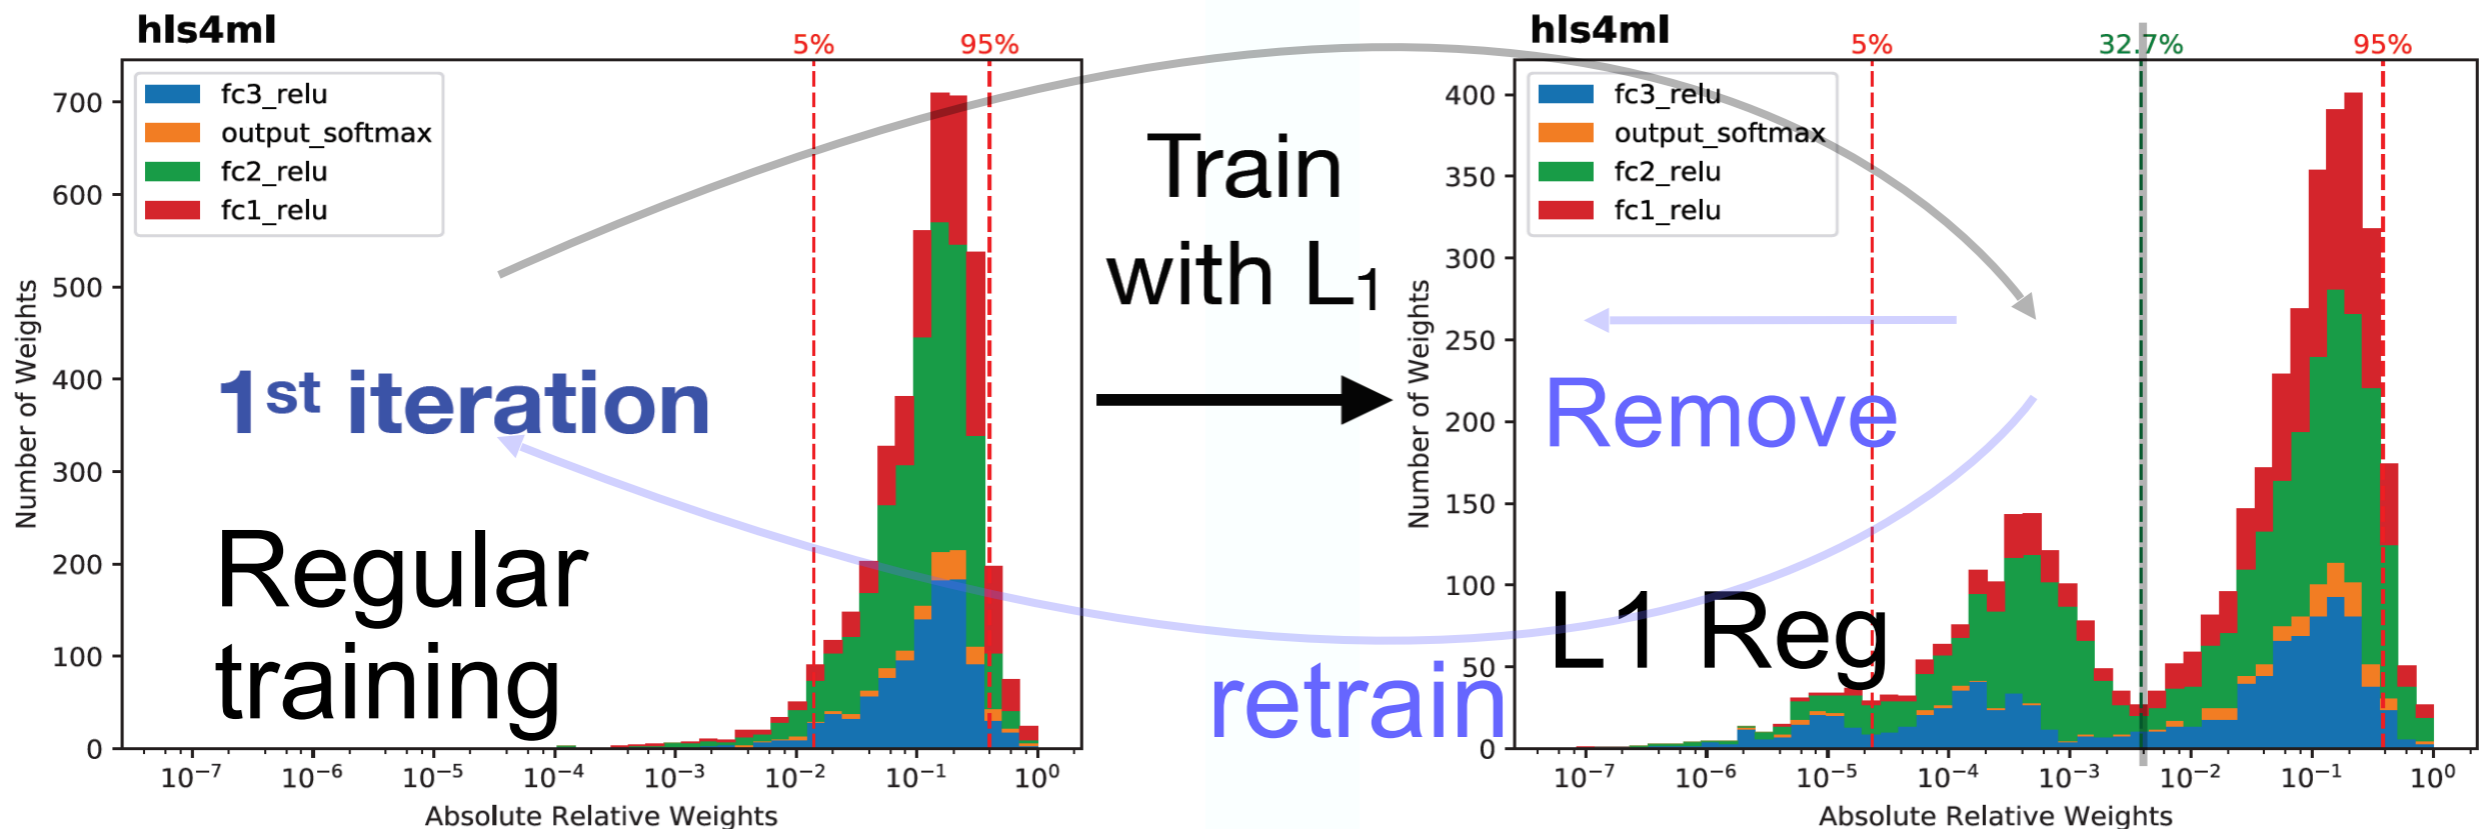 hls4ml
5%
95%
fc3_relu
output_softmax
fc2_relu
fc1_relu
700
600
500
400
300
200
100
0
Number of Weights
1st iteration
Regular
training
10⁻⁷
10⁻⁶
10⁻⁵
10⁻⁴
10⁻³
10⁻²
10⁻¹
10⁰
Absolute Relative Weights
Train
with L₁
retrain
hls4ml
5%
32.7%
95%
fc3_relu
output_softmax
fc2_relu
fc1_relu
400
350
300
250
200
150
100
50
0
Number of Weights
Remove
L1 Reg
10⁻⁷
10⁻⁶
10⁻⁵
10⁻⁴
10⁻³
10⁻²
10⁻¹
10⁰
Absolute Relative Weights